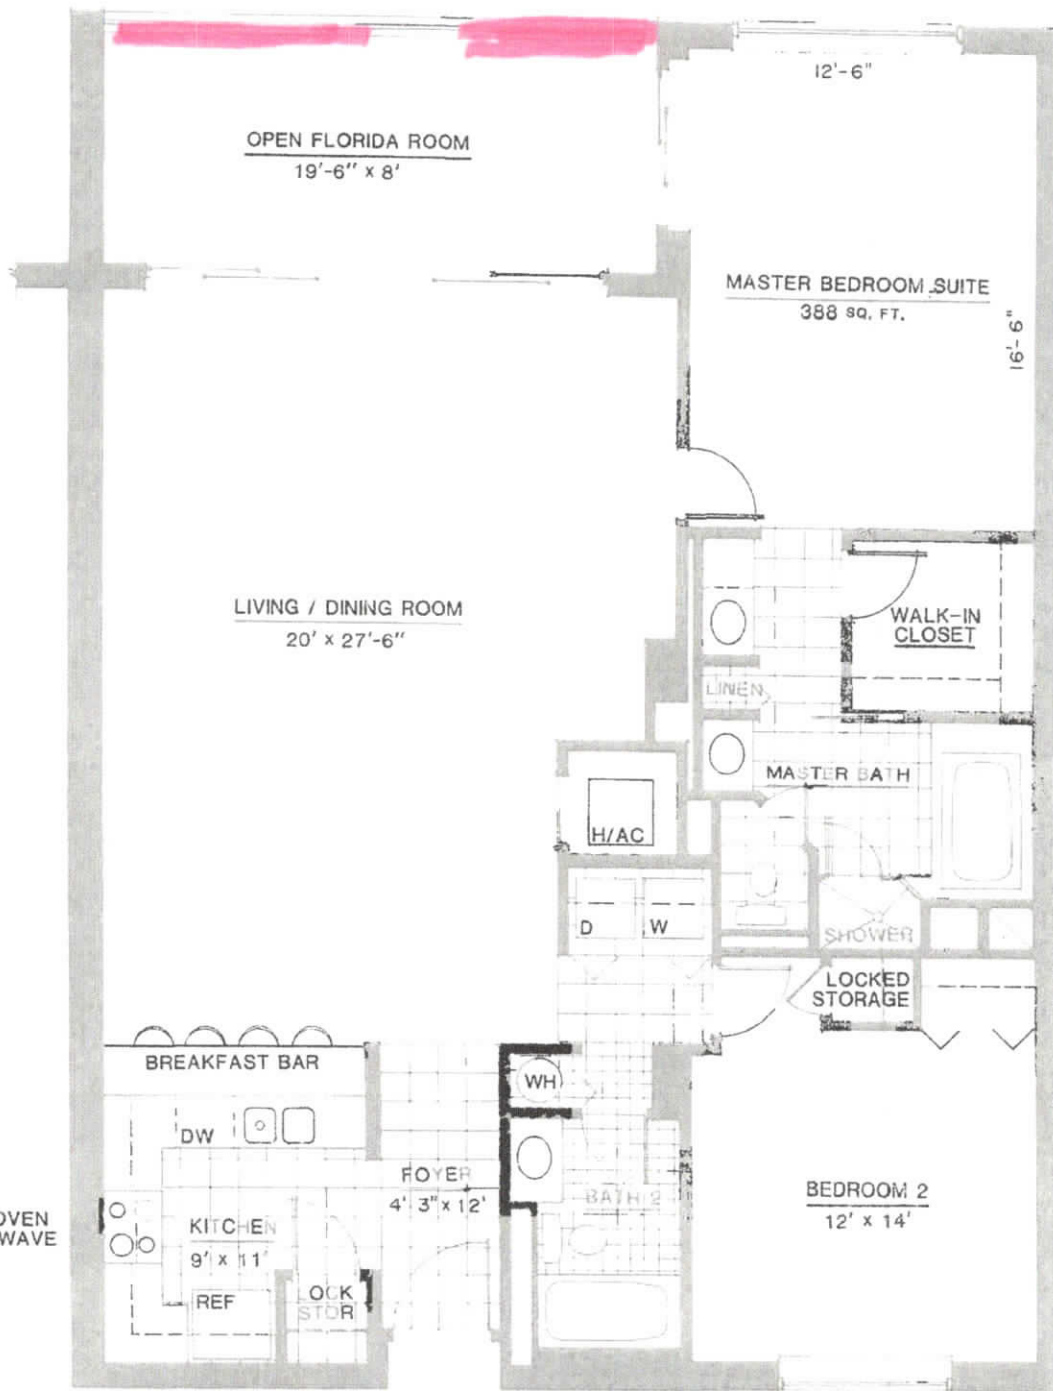 12'-6"
OPEN FLORIDA ROOM
19'-6" x 8'
MASTER BEDROOM SUITE
388 SQ. FT.
16'-6"
LIVING / DINING ROOM
20' x 27'-6"
WALK-IN
CLOSET
LINEN
MASTER BATH
H/AC
D
W
SHOWER
LOCKED
STORAGE
BREAKFAST BAR
WH
DW
FOYER
4' 3" x 12'
BATH 2
BEDROOM 2
12' x 14'
OVEN
WAVE
KITCHEN
9' x 11'
REF
LOCK
STOR